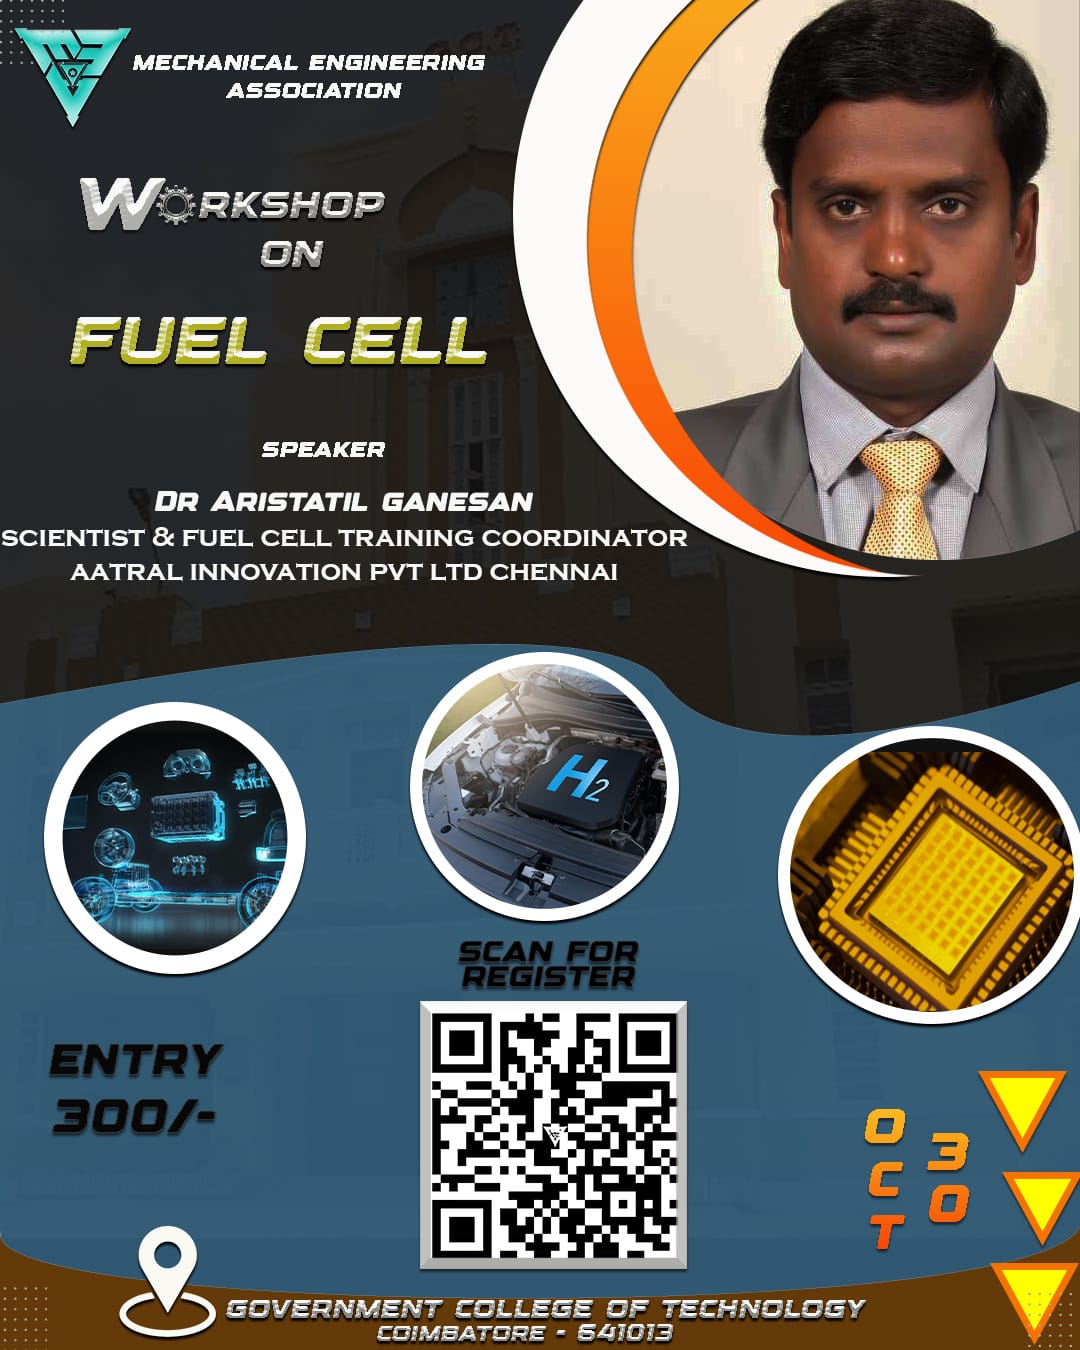 MECHANICAL ENGINEERING
ASSOCIATION
WORKSHOP
ON
FUEL CELL
SPEAKER
DR ARISTATIL GANESAN
SCIENTIST & FUEL CELL TRAINING COORDINATOR
AATRAL INNOVATION PVT LTD CHENNAI
H2
SCAN FOR
REGISTER
ENTRY
300/-
OCT
30
GOVERNMENT COLLEGE OF TECHNOLOGY
COIMBATORE - 641013